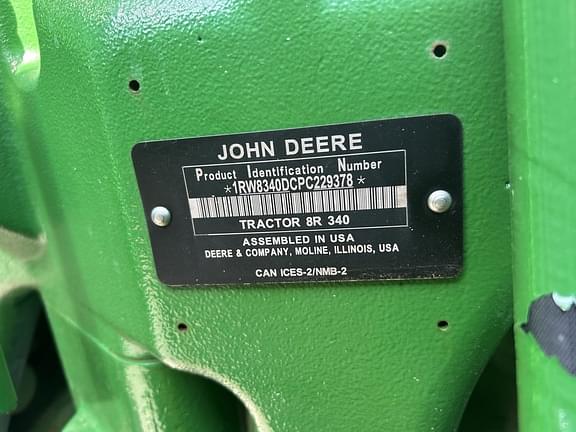 JOHN DEERE
Product Identification Number
*1RW8340DCPC229378*
TRACTOR 8R 340
ASSEMBLED IN USA
DEERE & COMPANY, MOLINE, ILLINOIS, USA
CAN ICES-2/NMB-2